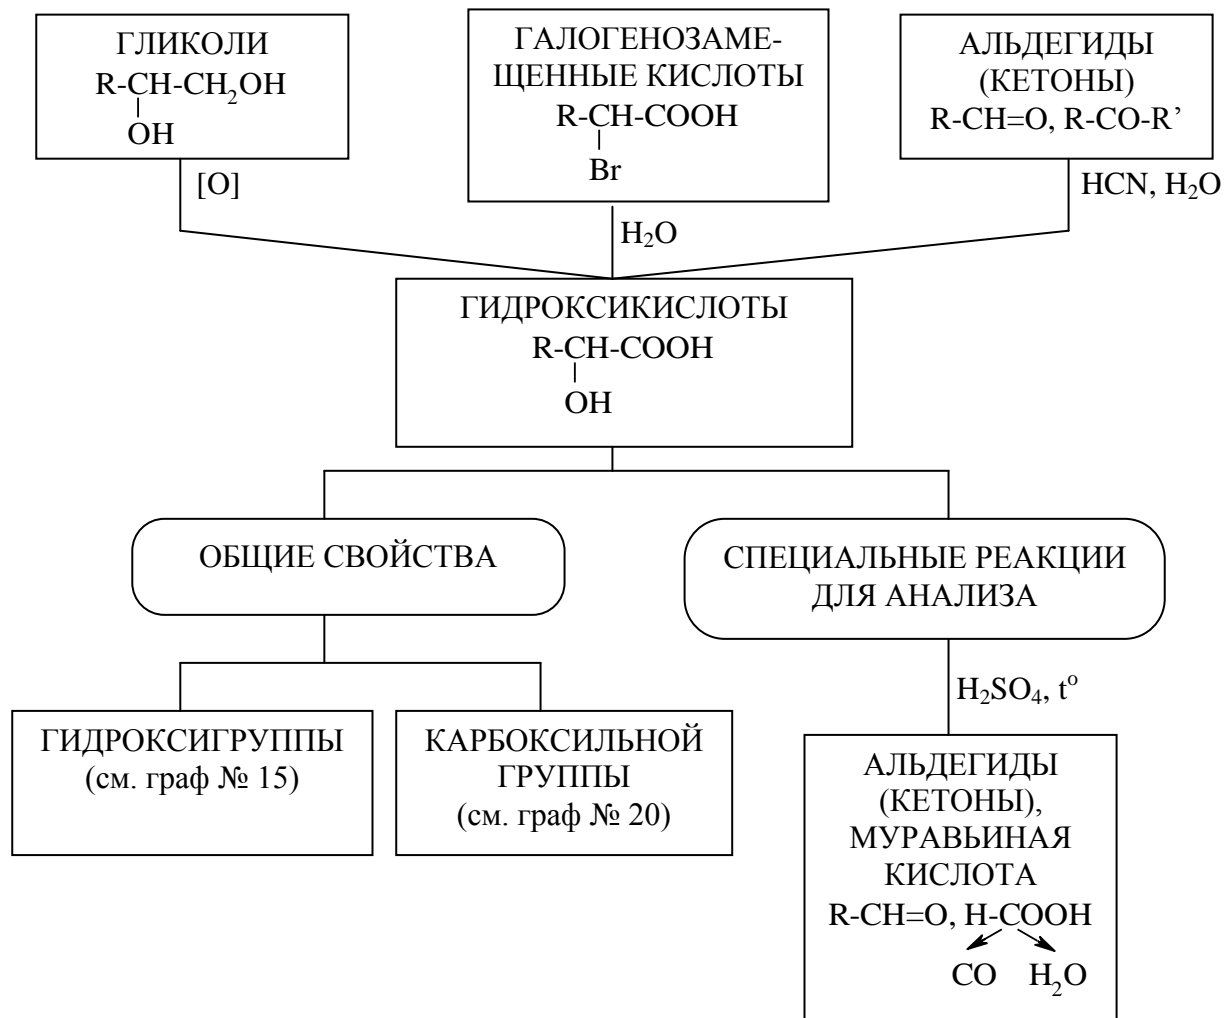 ГЛИКОЛИ
R-CH-CH₂OH
OH
[O]
ГАЛОГЕНОЗАМЕ-
ЩЕННЫЕ КИСЛОТЫ
R-CH-COOH
Br
H₂O
АЛЬДЕГИДЫ
(КЕТОНЫ)
R-CH=O, R-CO-R’
HCN, H₂O
ГИДРОКСИКИСЛОТЫ
R-CH-COOH
OH
ОБЩИЕ СВОЙСТВА
СПЕЦИАЛЬНЫЕ РЕАКЦИИ
ДЛЯ АНАЛИЗА
ГИДРОКСИГРУППЫ
(см. граф № 15)
КАРБОКСИЛЬНОЙ
ГРУППЫ
(см. граф № 20)
H₂SO₄, tº
АЛЬДЕГИДЫ
(КЕТОНЫ),
МУРАВЬИНАЯ
КИСЛОТА
R-CH=O, H-COOH
CO H₂O